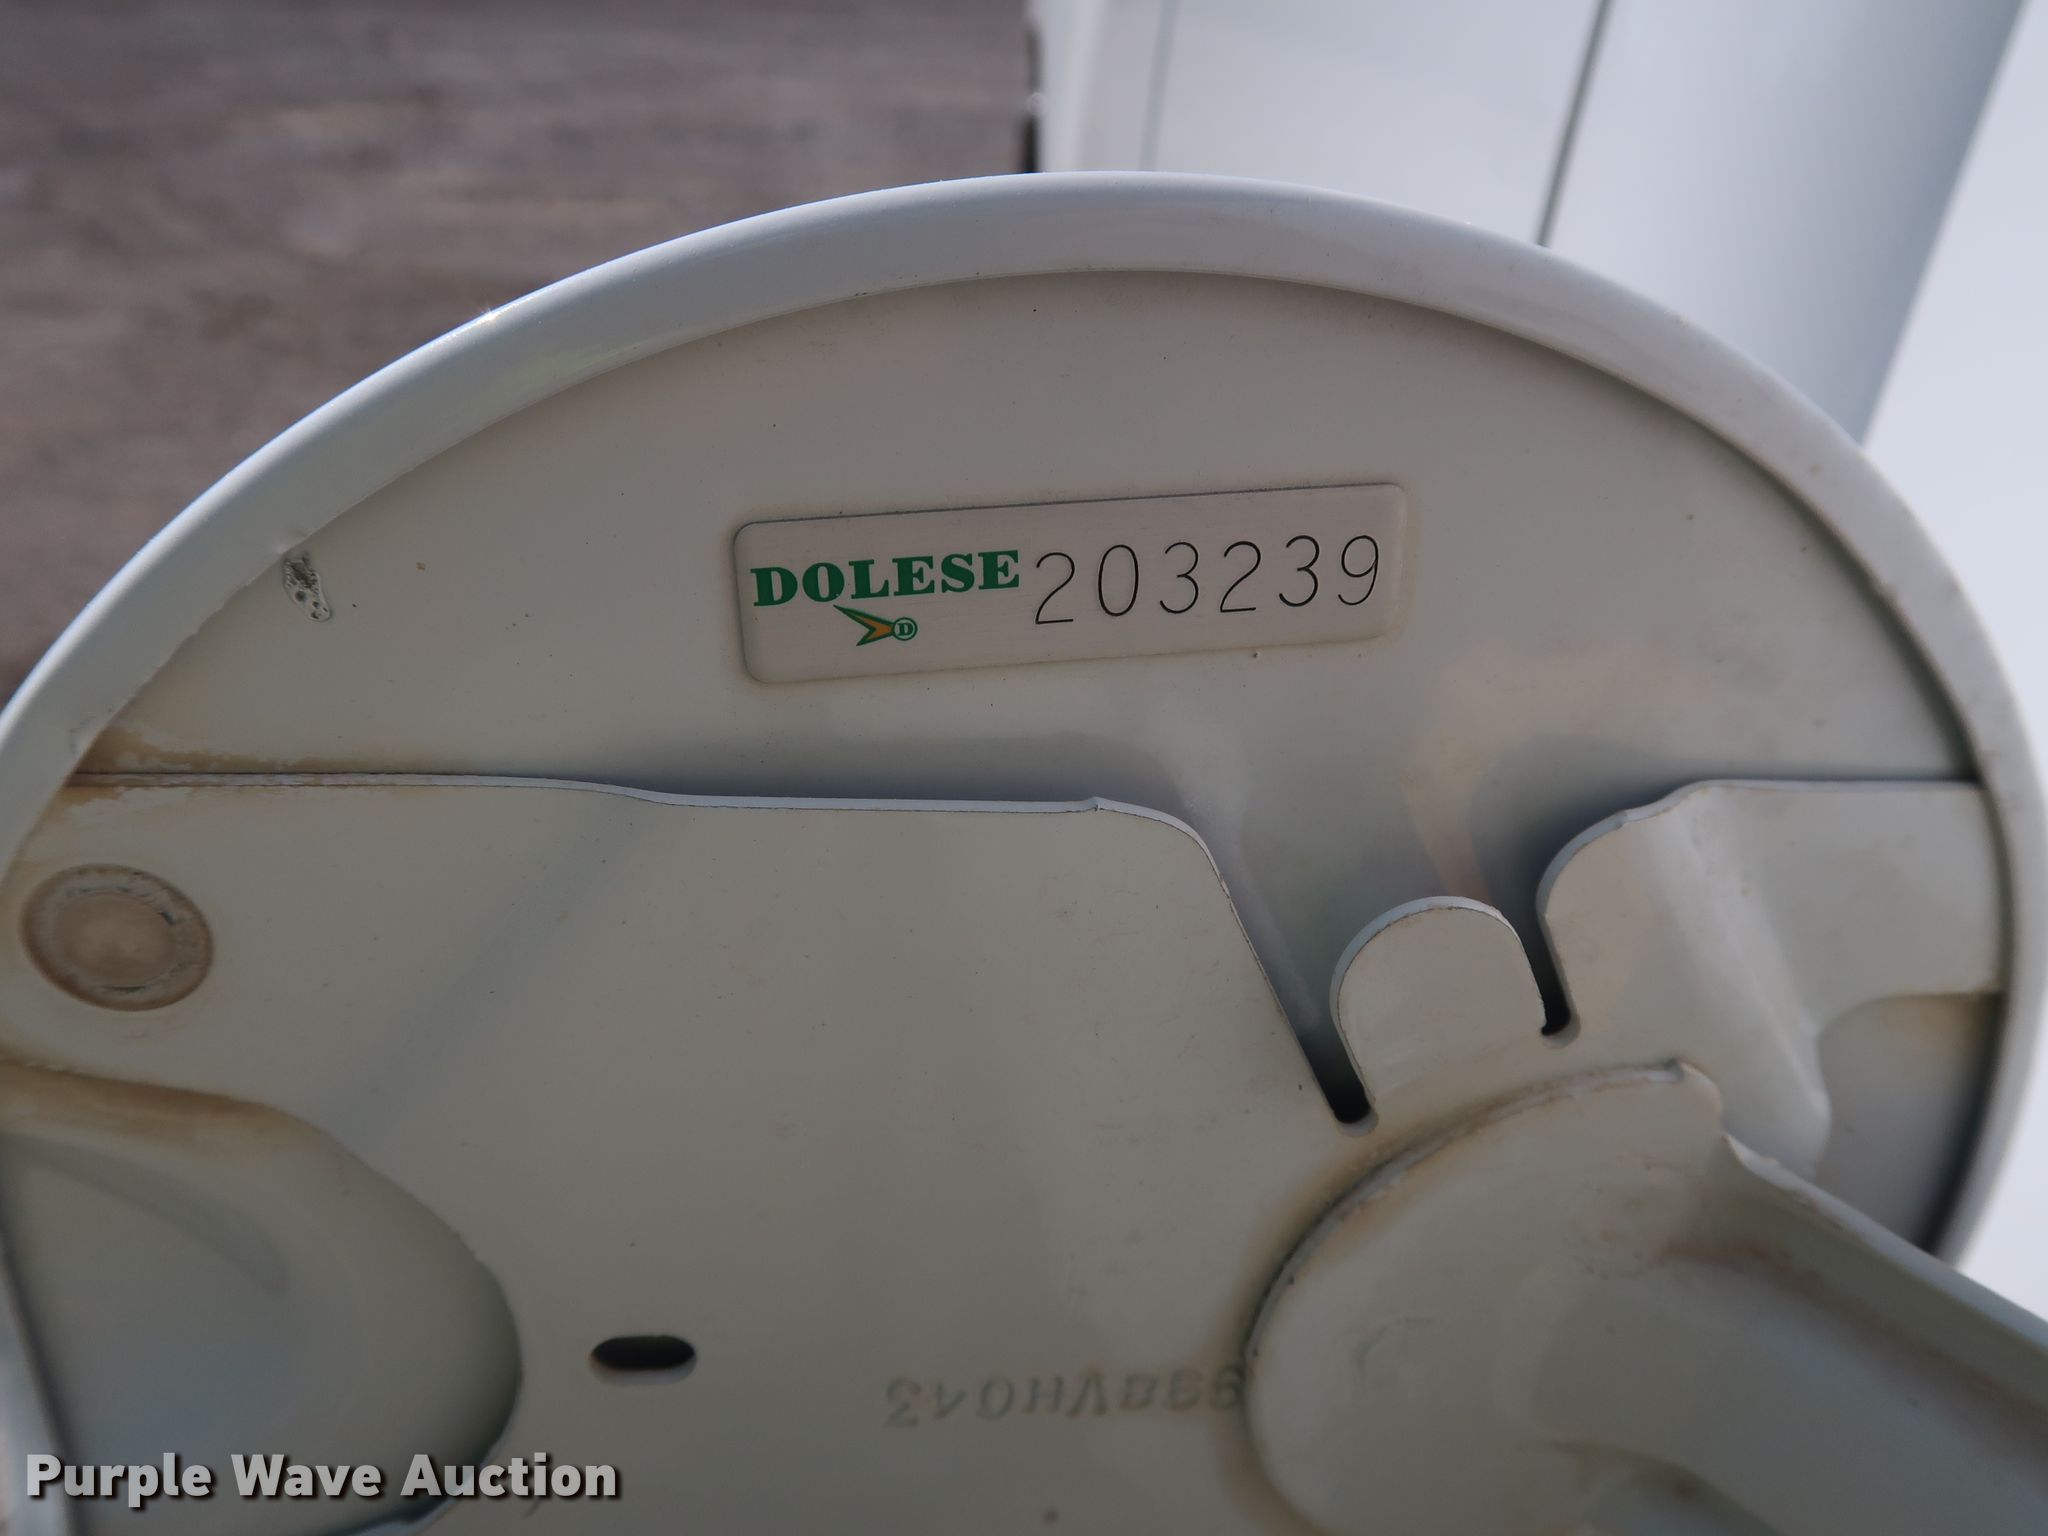 DOLESE 203239
D
Purple Wave Auction